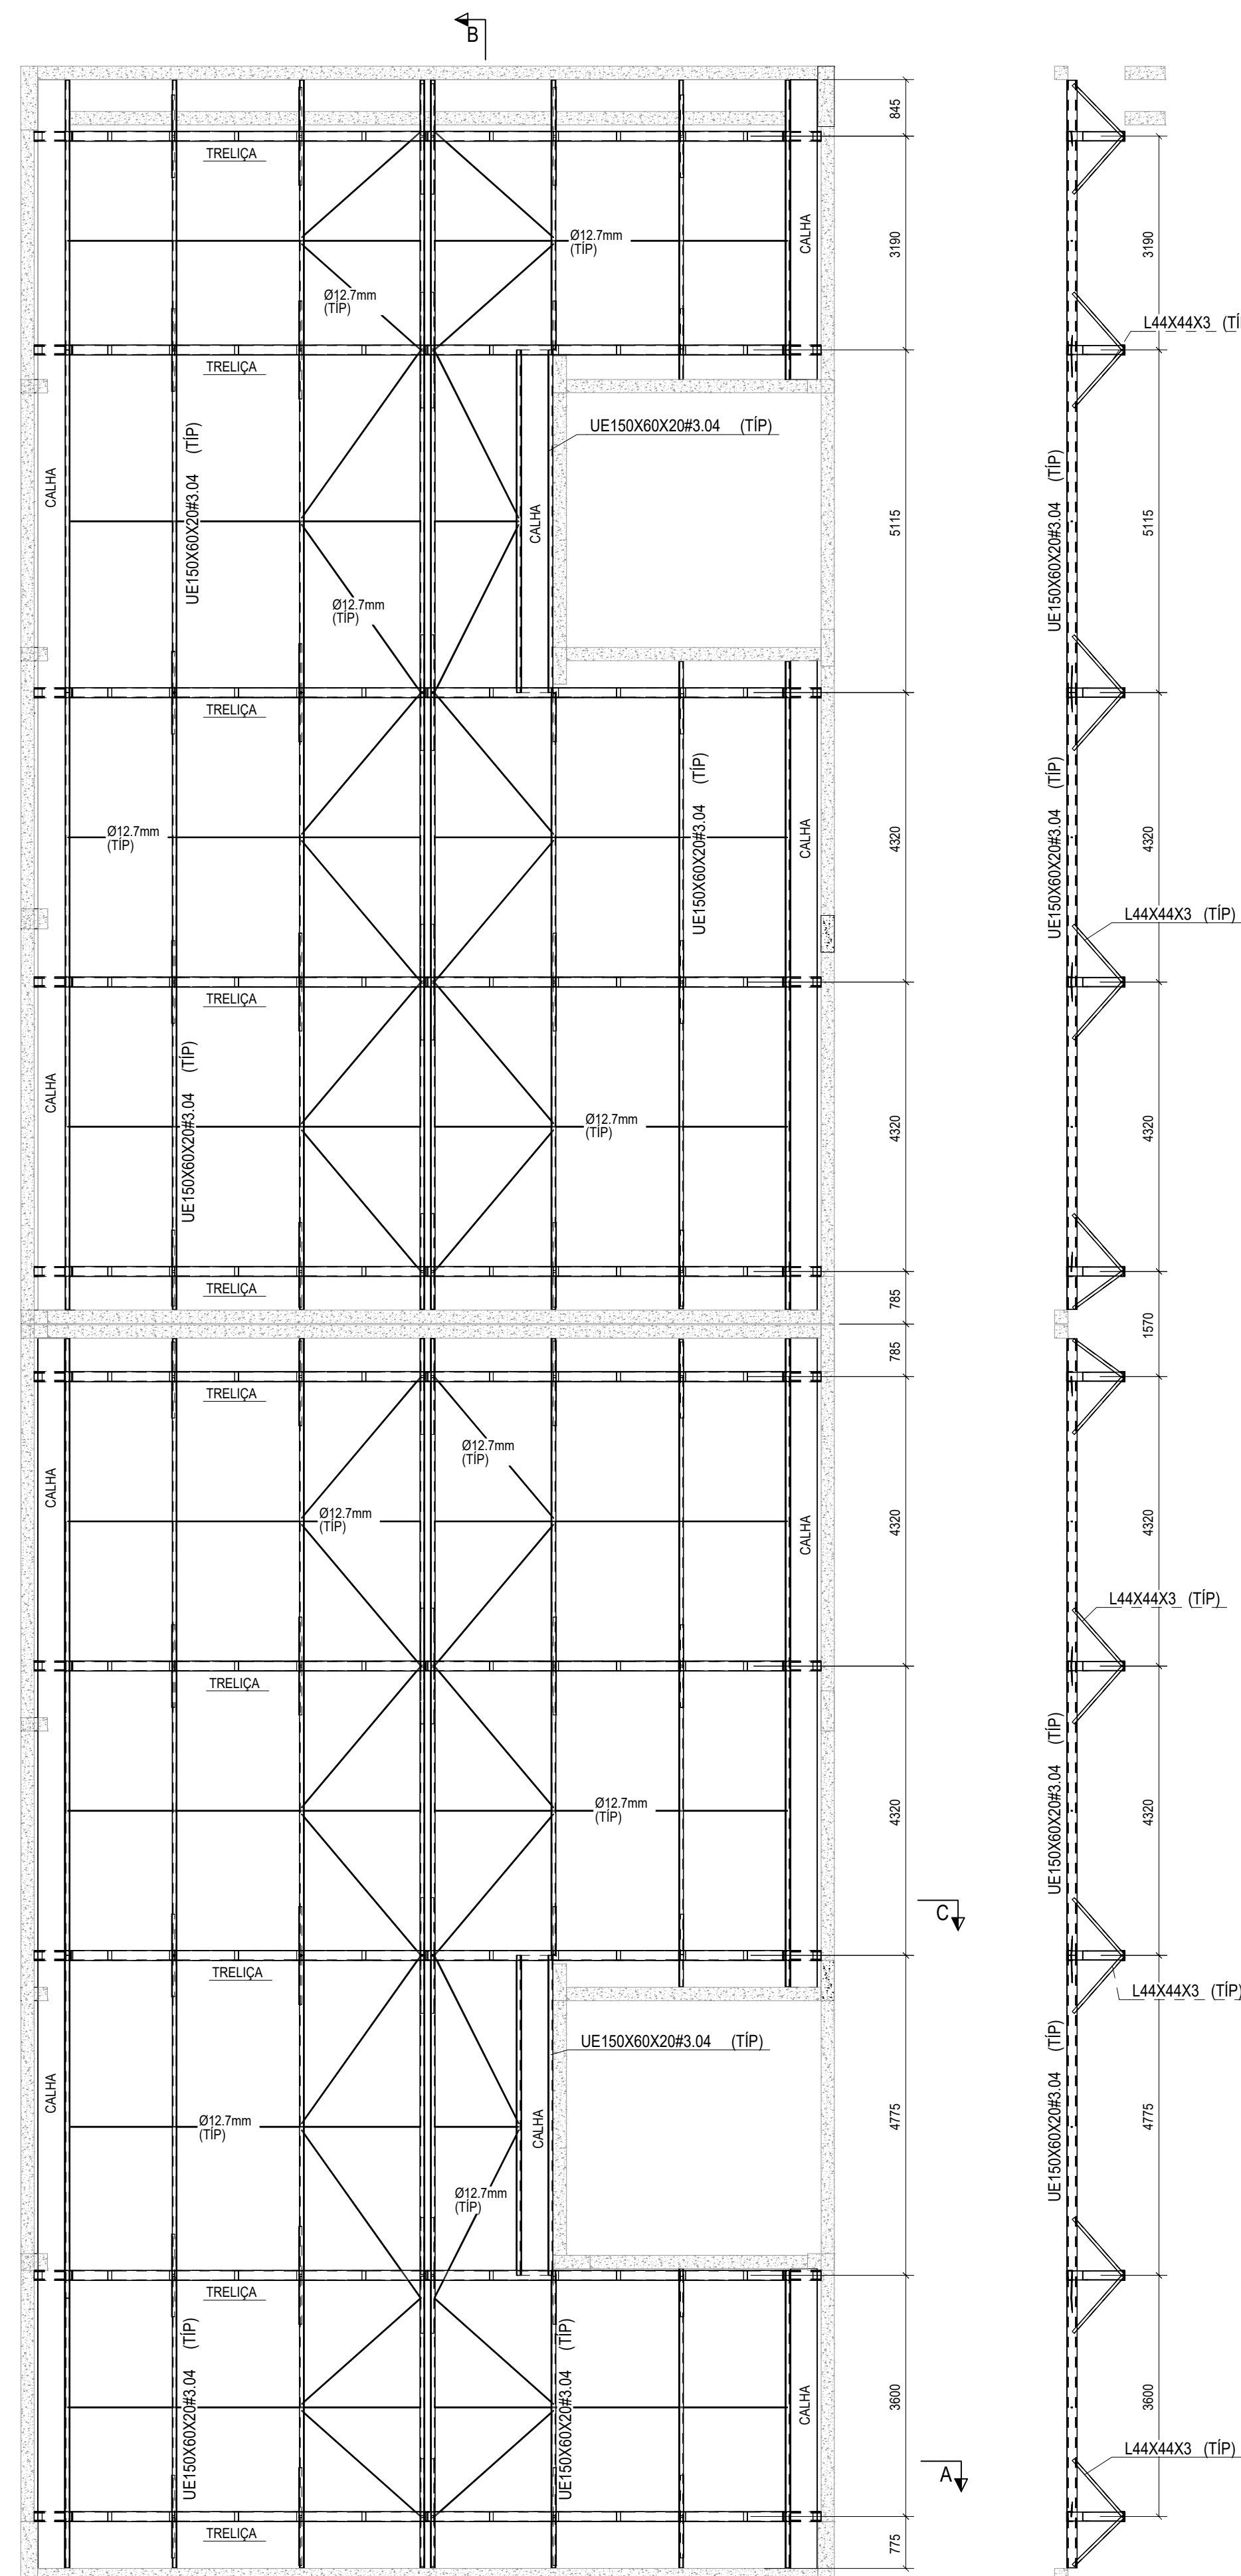 B
845
TRELIÇA
CALHA
3190
3190
Ø12.7mm
(TÍP)
Ø12.7mm
(TÍP)
L44X44X3 (TÍ
TRELIÇA
UE150X60X20#3.04 (TÍP)
CALHA
UE150X60X20#3.04 (TÍP)
CALHA
5115
UE150X60X20#3.04 (TÍP)
5115
Ø12.7mm
(TÍP)
TRELIÇA
UE150X60X20#3.04 (TÍP)
CALHA
4320
UE150X60X20#3.04 (TÍP)
4320
Ø12.7mm
(TÍP)
L44X44X3 (TÍP)
TRELIÇA
CALHA
UE150X60X20#3.04 (TÍP)
Ø12.7mm
(TÍP)
4320
4320
TRELIÇA
785
1570
785
TRELIÇA
CALHA
Ø12.7mm
(TÍP)
Ø12.7mm
(TÍP)
CALHA
4320
4320
L44X44X3 (TÍP)
TRELIÇA
Ø12.7mm
(TÍP)
4320
UE150X60X20#3.04 (TÍP)
4320
C
TRELIÇA
L44X44X3 (TÍP)
UE150X60X20#3.04 (TÍP)
CALHA
Ø12.7mm
(TÍP)
CALHA
4775
UE150X60X20#3.04 (TÍP)
4775
Ø12.7mm
(TÍP)
TRELIÇA
UE150X60X20#3.04 (TÍP)
UE150X60X20#3.04 (TÍP)
CALHA
3600
3600
L44X44X3 (TÍP)
A
TRELIÇA
775